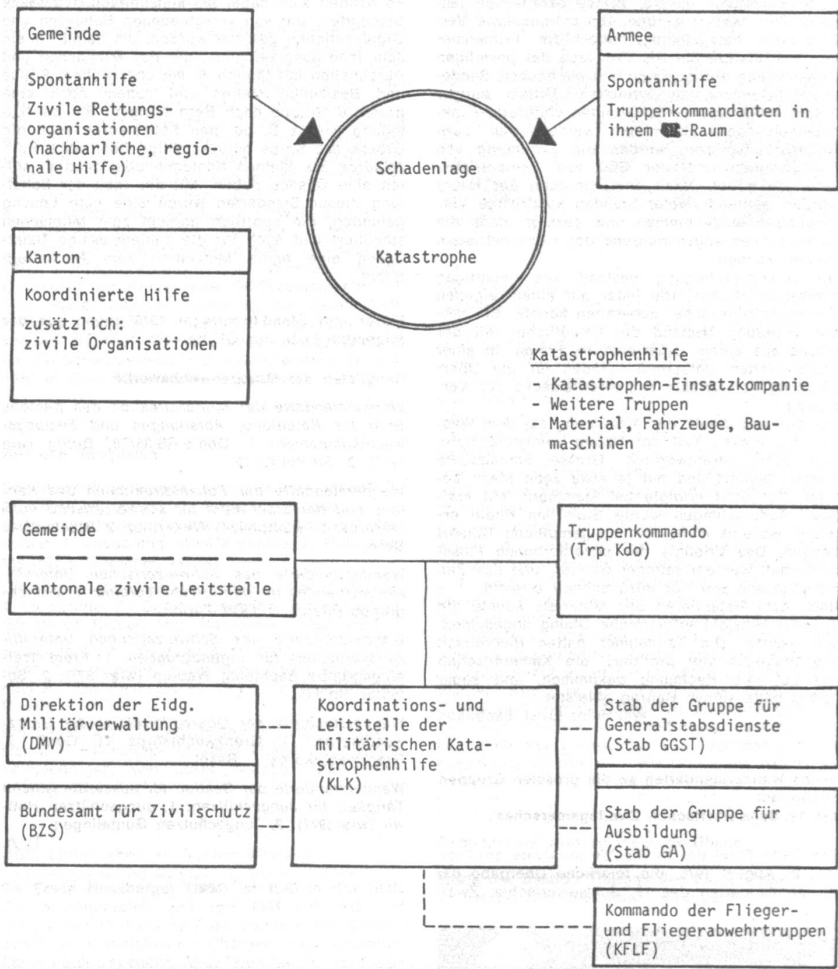 Gemeinde
Spontanhilfe
Zivile Rettungs-
organisationen
(nachbarliche, regio-
nale Hilfe)
Schadenlage
Katastrophe
Armee
Spontanhilfe
Truppenkommandanten in
ihrem -Raum
Kanton
Koordinierte Hilfe
zusätzlich:
zivile Organisationen
Katastrophenhilfe
- Katastrophen-Einsatzkompanie
- Weitere Truppen
- Material, Fahrzeuge, Bau-
maschinen
Gemeinde
Kantonale zivile Leitstelle
Truppenkommando
(Trp Kdo)
Direktion der Eidg.
Militärverwaltung
(DMV)
Bundesamt für Zivilschutz
(BZS)
Koordinations- und
Leitstelle der
militärischen Kata-
strophenhilfe
(KLK)
Stab der Gruppe für
Generalstabsdienste
(Stab GGST)
Stab der Gruppe für
Ausbildung
(Stab GA)
Kommando der Flieger-
und Fliegerabwehrtruppen
(KFLF)